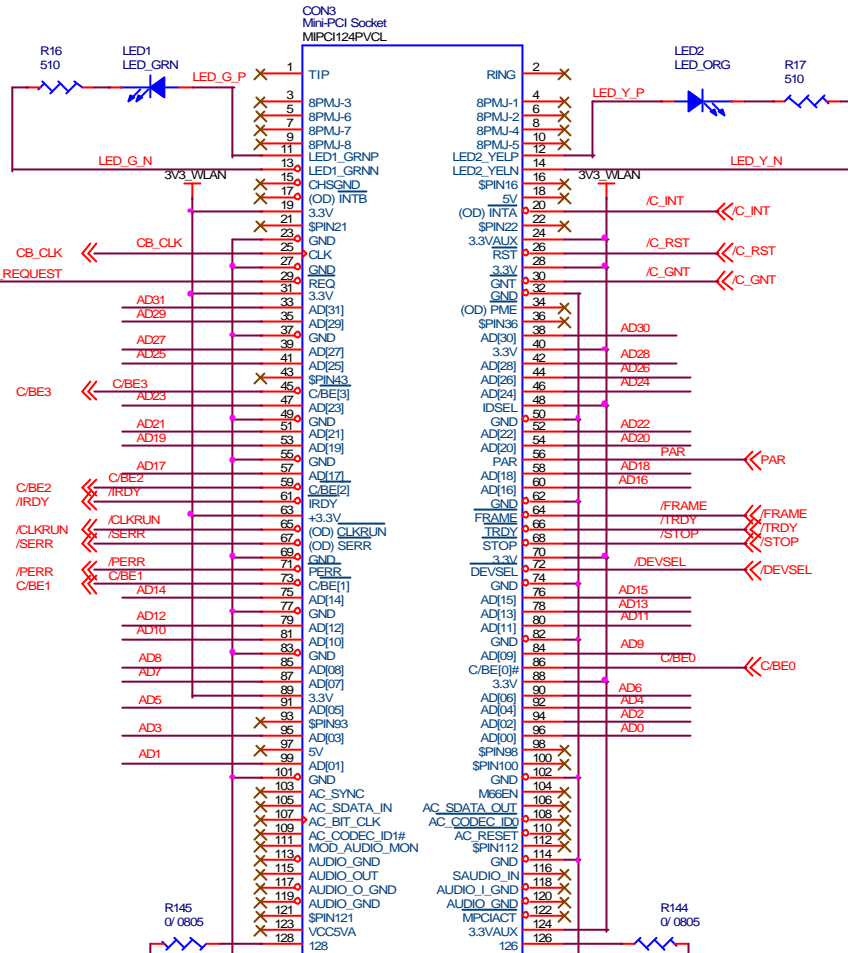 CON3
Mini-PCI Socket
MIPCI124PVCL
R16
510
LED1
LED_GRN
LED_G_P
LED_G_N
3V3_WLAN
LED2
LED_ORG
R17
510
LED_Y_P
LED_Y_N
3V3_WLAN
1 TIP RING 2
3 8PMJ-3 8PMJ-1 4
5 8PMJ-6 8PMJ-2 6
7 8PMJ-7 8PMJ-4 8
9 8PMJ-8 8PMJ-5 10
11 LED1_GRNP LED2_YELP 12
13 LED1_GRNN LED2_YELN 14
15 CHSGND $PIN16 16
17 (OD) INTB 5V 18
19 3.3V (OD) INTA 20 /C_INT /C_INT
21 $PIN21 $PIN22 22
23 GND 3.3VAUX 24
CB_CLK CB_CLK 25 CLK RST 26 /C_RST /C_RST
27 GND 3.3V 28
_REQUEST 29 REQ GNT 30 /C_GNT /C_GNT
31 3.3V GND 32
AD31 33 AD[31] (OD) PME 34
AD29 35 AD[29] $PIN36 36
37 GND AD[30] 38 AD30
AD27 39 AD[27] 3.3V 40
AD25 41 AD[25] AD[28] 42 AD28
43 $PIN43 AD[26] 44 AD26
C/BE3 C/BE3 45 C/BE[3] AD[24] 46 AD24
AD23 47 AD[23] IDSEL 48
49 GND GND 50
AD21 51 AD[21] AD[22] 52 AD22
AD19 53 AD[19] AD[20] 54 AD20
55 GND PAR 56 PAR PAR
AD17 57 AD[17] AD[18] 58 AD18
C/BE2 C/BE2 59 C/BE[2] AD[16] 60 AD16
/IRDY /IRDY 61 IRDY GND 62
63 +3.3V FRAME 64 /FRAME /FRAME
/CLKRUN /CLKRUN 65 (OD) CLKRUN TRDY 66 /TRDY /TRDY
/SERR /SERR 67 (OD) SERR STOP 68 /STOP /STOP
69 GND 3.3V 70
/PERR /PERR 71 PERR DEVSEL 72 /DEVSEL /DEVSEL
C/BE1 C/BE1 73 C/BE[1] GND 74
AD14 75 AD[14] AD[15] 76 AD15
77 GND AD[13] 78 AD13
AD12 79 AD[12] AD[11] 80 AD11
AD10 81 AD[10] GND 82
83 GND AD[09] 84 AD9
AD8 85 AD[08] C/BE[0]# 86 C/BE0 C/BE0
AD7 87 AD[07] 3.3V 88
89 3.3V AD[06] 90 AD6
AD5 91 AD[05] AD[04] 92 AD4
93 $PIN93 AD[02] 94 AD2
AD3 95 AD[03] AD[00] 96 AD0
97 5V $PIN98 98
AD1 99 AD[01] $PIN100 100
101 GND GND 102
103 AC_SYNC M66EN 104
105 AC_SDATA_IN AC_SDATA_OUT 106
107 AC_BIT_CLK AC_CODEC_ID0 108
109 AC_CODEC_ID1# AC_RESET 110
111 MOD_AUDIO_MON $PIN112 112
113 AUDIO_GND GND 114
115 AUDIO_OUT SAUDIO_IN 116
117 AUDIO_O_GND AUDIO_I_GND 118
119 AUDIO_GND AUDIO_GND 120
121 $PIN121 MPCIACT 122
123 VCC5VA 3.3VAUX 124
128 128 126 126
R145
0/ 0805
R144
0/ 0805